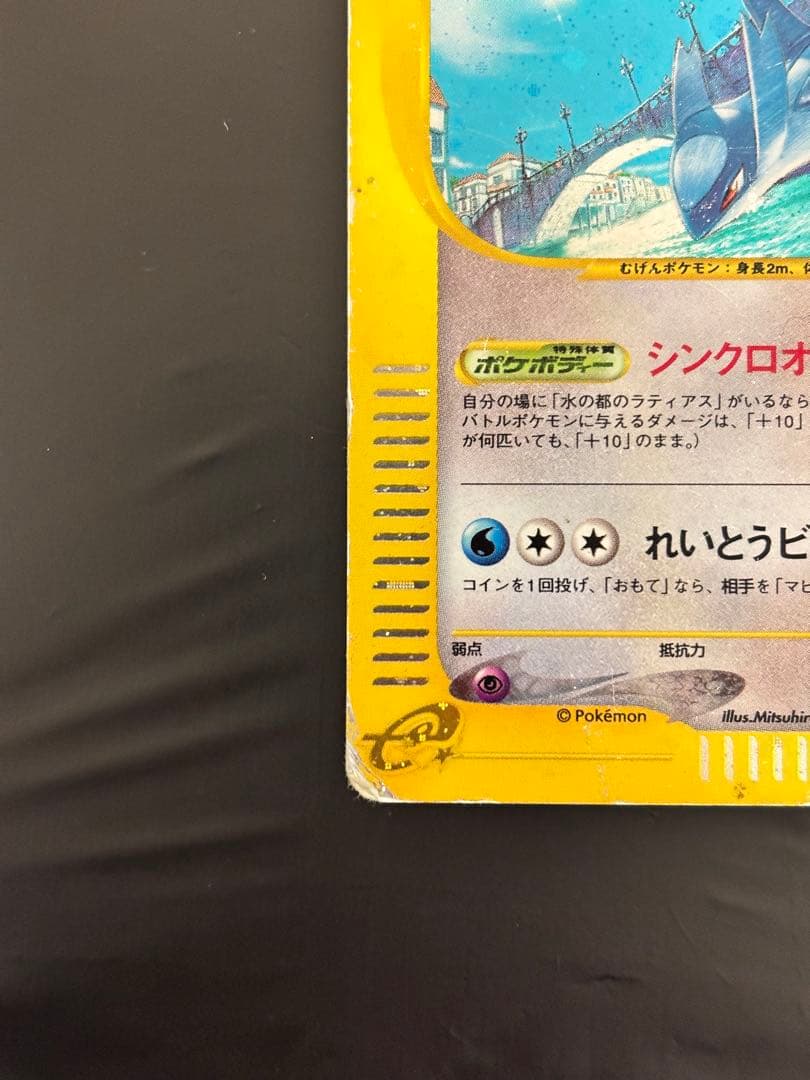 むげんポケモン：身長2m、
特殊体質
ポケボディー シンクロオ
自分の場に「水の都のラティアス」がいるなら
バトルポケモンに与えるダメージは、「＋10」
が何匹いても、「＋10」のまま。）
れいとうビ
コインを1回投げ、「おもて」なら、相手を「マヒ
弱点 抵抗力
© Pokémon illus.Mitsuhir
e